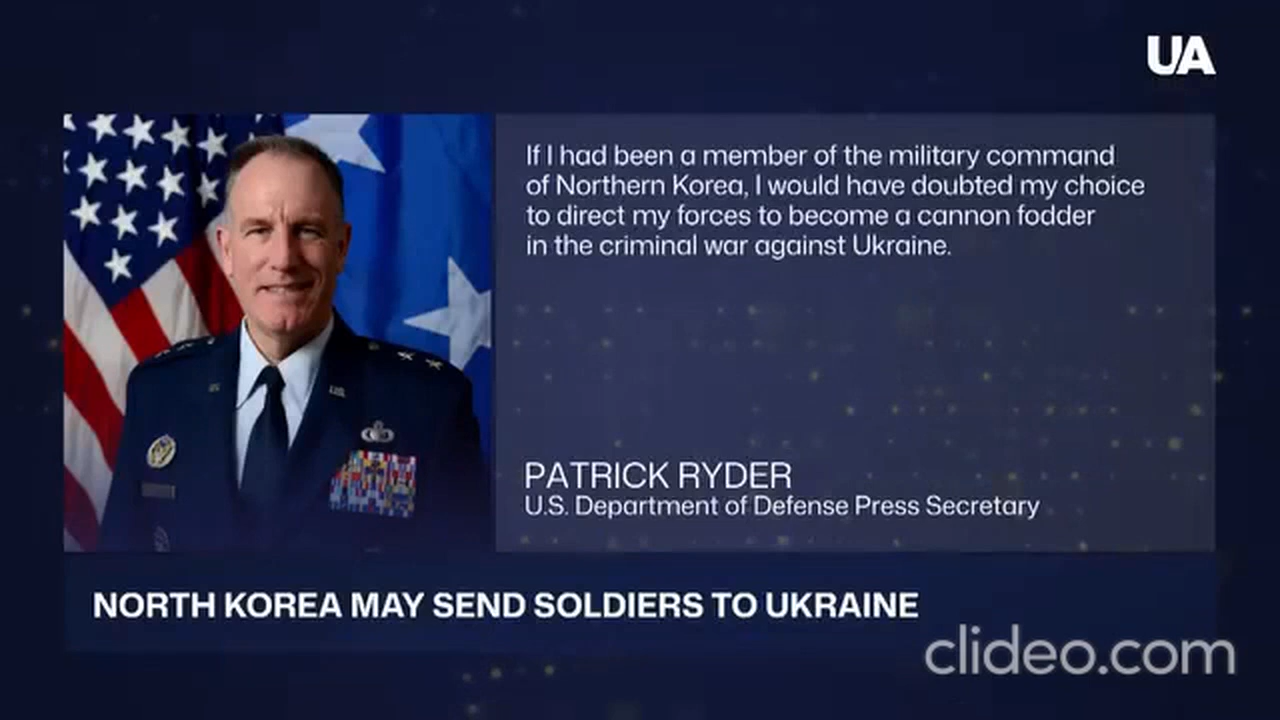 UA
If I had been a member of the military command
of Northern Korea, I would have doubted my choice
to direct my forces to become a cannon fodder
in the criminal war against Ukraine.
PATRICK RYDER
U.S. Department of Defense Press Secretary
NORTH KOREA MAY SEND SOLDIERS TO UKRAINE
clideo.com